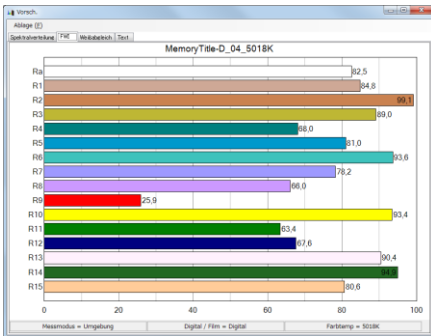 Vorsch.
Ablage (F)
Spektralverteilung FWE Weißabgleich Text
MemoryTitle-D_04_5018K
Ra 82,5
R1 84,8
R2 99,1
R3 89,0
R4 68,0
R5 81,0
R6 93,6
R7 78,2
R8 66,0
R9 25,9
R10 93,4
R11 63,4
R12 67,6
R13 90,4
R14 94,9
R15 80,6
0 20 40 60 80 100
Messmodus = Umgebung Digital / Film = Digital Farbtemp = 5018K